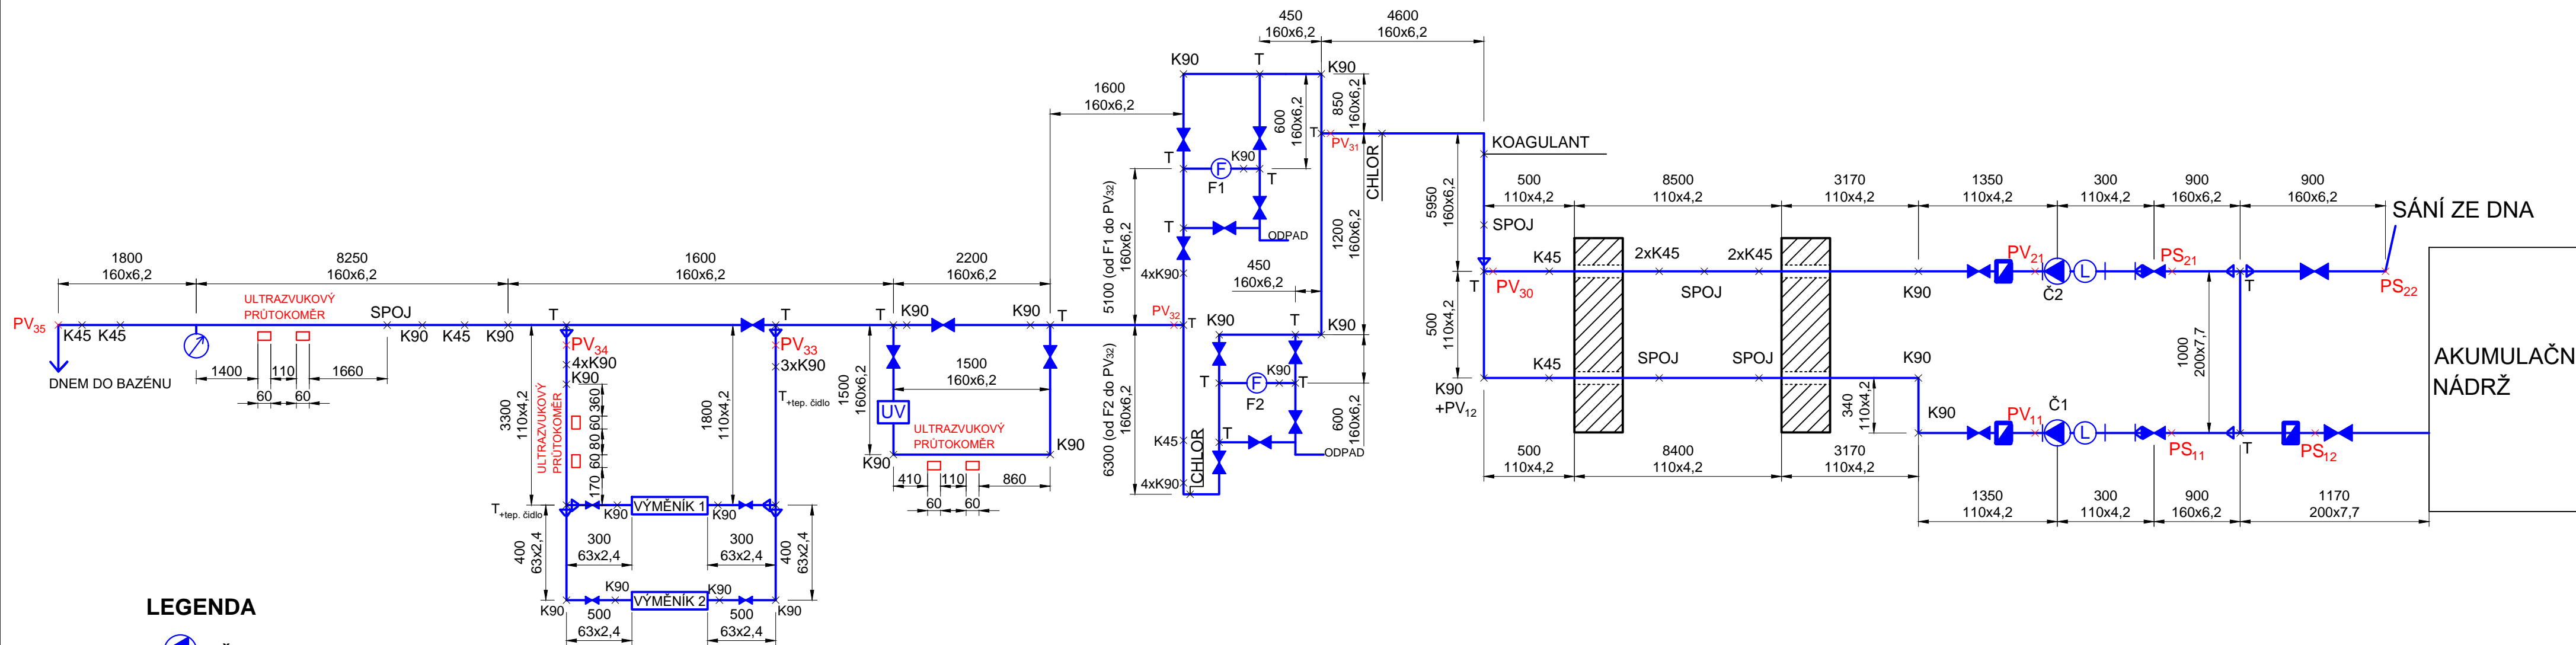 450
160x6,2
4600
160x6,2
K90
T
K90
1600
160x6,2
850
160x6,2
600
160x6,2
T
PV31
KOAGULANT
CHLOR
T
K90
F
F1
T
5100 (od F1 do PV32)
160x6,2
5950
160x6,2
500
110x4,2
8500
110x4,2
3170
110x4,2
1350
110x4,2
300
110x4,2
900
160x6,2
900
160x6,2
SÁNÍ ZE DNA
T
ODPAD
1200
160x6,2
SPOJ
1800
160x6,2
8250
160x6,2
1600
160x6,2
2200
160x6,2
4xK90
450
160x6,2
K45
2xK45
2xK45
PV21
PS21
L
T
PV30
SPOJ
K90
Č2
T
PS22
ULTRAZVUKOVÝ
PRŮTOKOMĚR
SPOJ
PV35
K45
K45
K90
K45
K90
T
T
T
K90
K90
T
PV32
T
K90
T
K90
DNEM DO BAZÉNU
1400
110
1660
60
60
PV34
4xK90
K90
PV33
3xK90
T+tep. čidlo
3300
110x4,2
ULTRAZVUKOVÝ
PRŮTOKOMĚR
360
60
80
60
170
1800
110x4,2
1500
160x6,2
1500
160x6,2
UV
ULTRAZVUKOVÝ
PRŮTOKOMĚR
K90
K90
410
110
860
60
60
6300 (od F2 do PV32)
160x6,2
K45
4xK90
CHLOR
T
K90
F
F2
T
T
ODPAD
600
160x6,2
500
110x4,2
K90
+PV12
K45
SPOJ
SPOJ
K90
340
110x4,2
K90
1000
200x7,7
AKUMULAČN
NÁDRŽ
PV11
Č1
L
PS11
T
PS12
500
110x4,2
8400
110x4,2
3170
110x4,2
1350
110x4,2
300
110x4,2
900
160x6,2
1170
200x7,7
T+tep. čidlo
K90
VÝMĚNÍK 1
K90
400
63x2,4
300
63x2,4
300
63x2,4
400
63x2,4
K90
K90
VÝMĚNÍK 2
K90
K90
500
63x2,4
500
63x2,4
LEGENDA